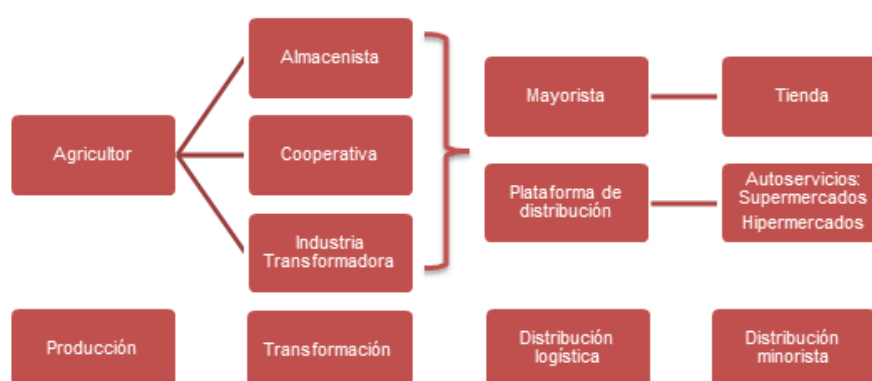 Almacenista
Mayorista
Tienda
Agricultor
Cooperativa
Plataforma de
distribución
Autoservicios:
Supermercados
Hipermercados
Industria
Transformadora
Producción
Transformación
Distribución
logística
Distribución
minorista